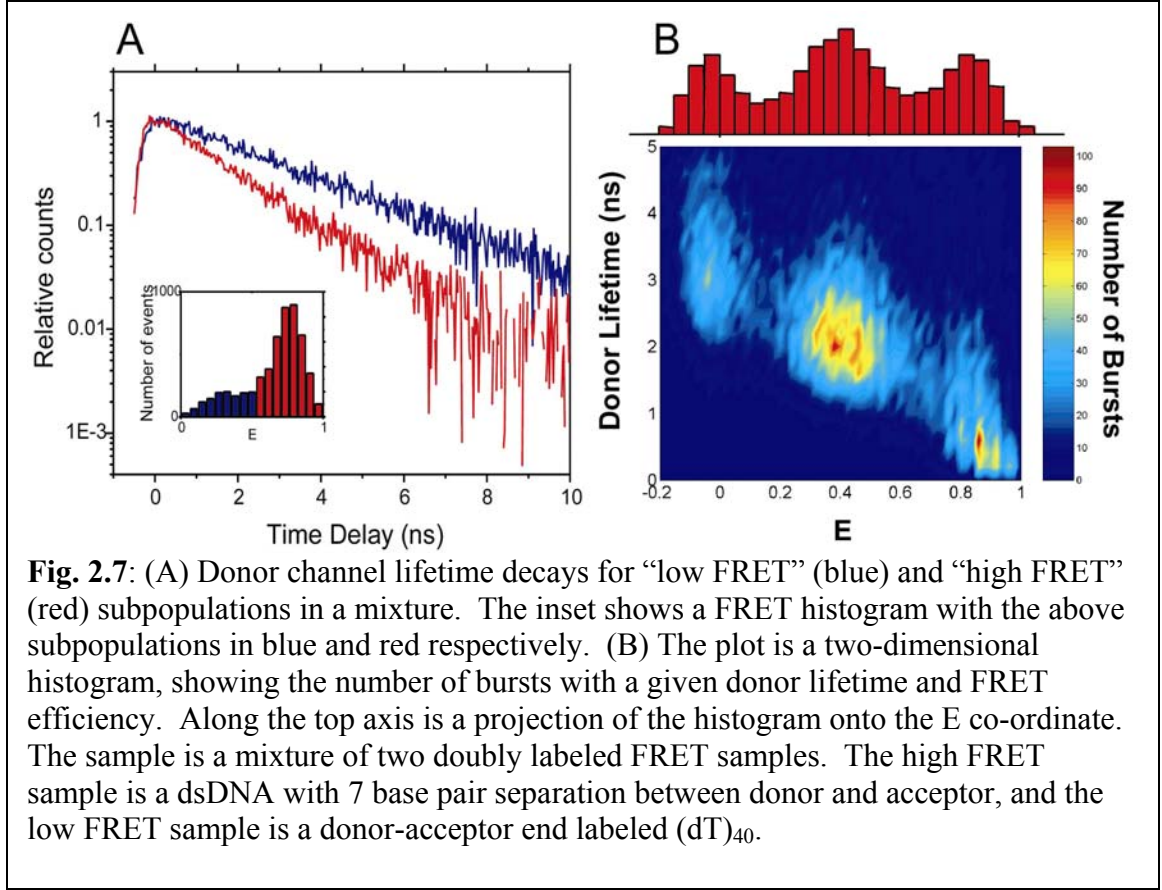 A
B
1
0.1
0.01
1E-3
Relative counts
0 2 4 6 8 10
Time Delay (ns)
1000
0
Number of events
0 1
E
5
4
3
2
1
0
Donor Lifetime (ns)
-0.2 0 0.2 0.4 0.6 0.8 1
E
100
90
80
70
60
50
40
30
20
10
0
Number of Bursts
Fig. 2.7: (A) Donor channel lifetime decays for “low FRET” (blue) and “high FRET”
(red) subpopulations in a mixture. The inset shows a FRET histogram with the above
subpopulations in blue and red respectively. (B) The plot is a two-dimensional
histogram, showing the number of bursts with a given donor lifetime and FRET
efficiency. Along the top axis is a projection of the histogram onto the E co-ordinate.
The sample is a mixture of two doubly labeled FRET samples. The high FRET
sample is a dsDNA with 7 base pair separation between donor and acceptor, and the
low FRET sample is a donor-acceptor end labeled (dT)40.